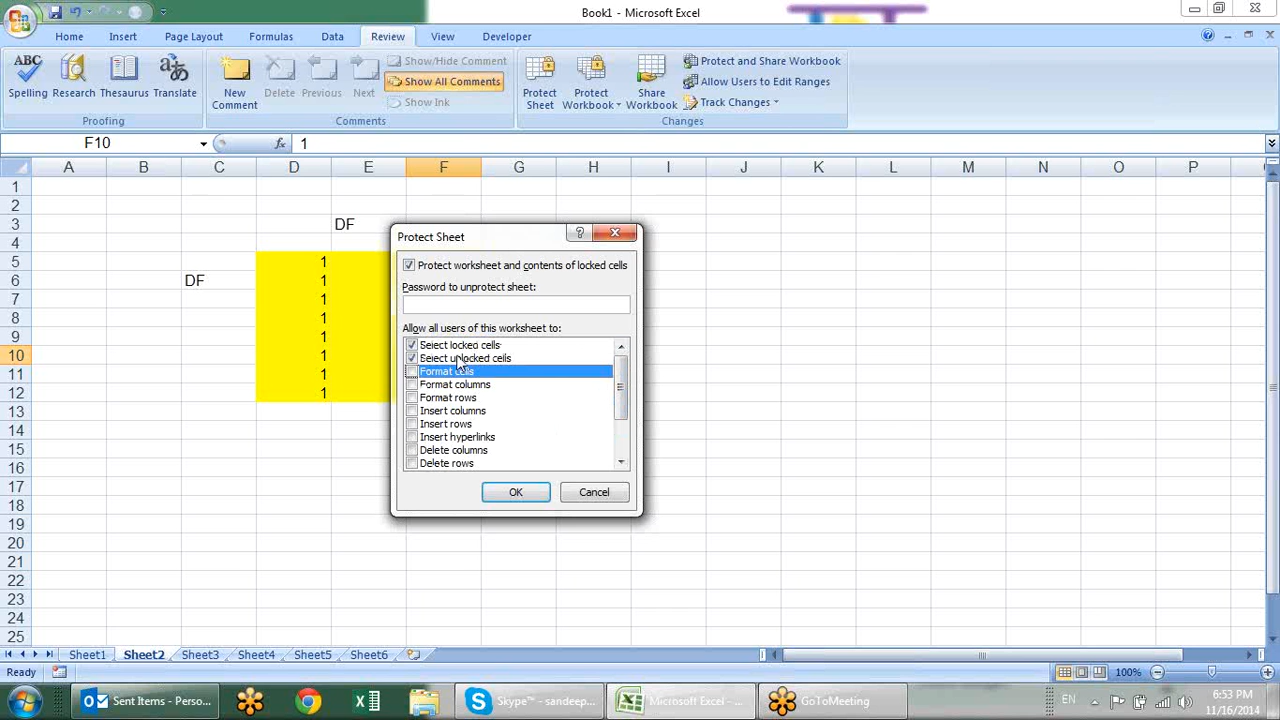 Book1 - Microsoft Excel
Home Insert Page Layout Formulas Data Review View Developer
ABC
Spelling Research Thesaurus Translate
Proofing
New Comment Delete Previous Next
Show/Hide Comment
Show All Comments
Show Ink
Comments
Protect Sheet Protect Workbook Share Workbook
Protect and Share Workbook
Allow Users to Edit Ranges
Track Changes
Changes
F10 fx 1
A B C D E F G H I J K L M N O P
1
2
3 DF
4
5 1
6 DF 1
7 1
8 1
9 1
10 1
11 1
12 1
13
14
15
16
17
18
19
20
21
22
23
24
25
Protect Sheet
Protect worksheet and contents of locked cells
Password to unprotect sheet:
Allow all users of this worksheet to:
Select locked cells
Select unlocked cells
Format cells
Format columns
Format rows
Insert columns
Insert rows
Insert hyperlinks
Delete columns
Delete rows
OK Cancel
Sheet1 Sheet2 Sheet3 Sheet4 Sheet5 Sheet6
Ready 100%
Sent Items - Perso... Skype™ - sandeep... Microsoft Excel - ... GoToMeeting EN 6:53 PM
11/16/2014